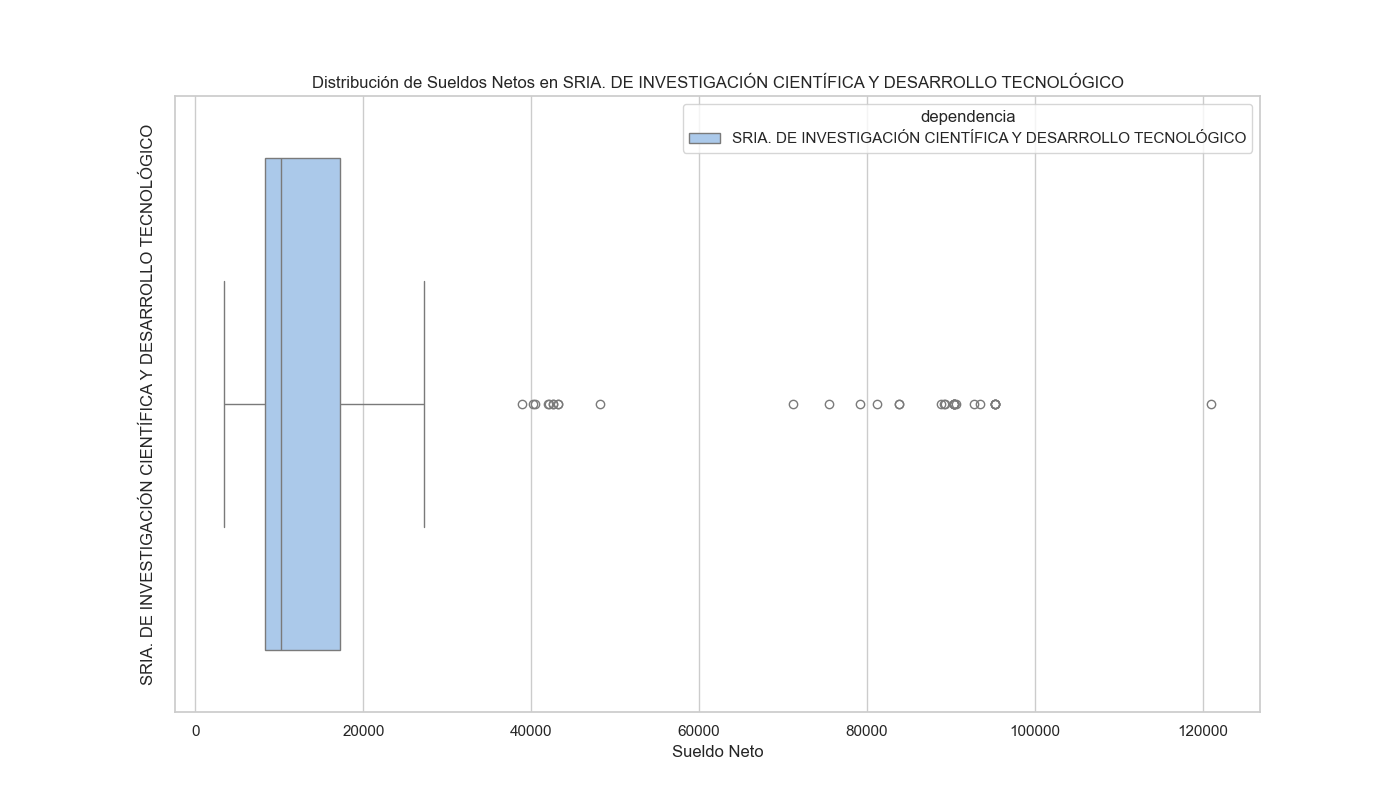 Distribución de Sueldos Netos en SRIA. DE INVESTIGACIÓN CIENTÍFICA Y DESARROLLO TECNOLÓGICO
dependencia
SRIA. DE INVESTIGACIÓN CIENTÍFICA Y DESARROLLO TECNOLÓGICO
SRIA. DE INVESTIGACIÓN CIENTÍFICA Y DESARROLLO TECNOLÓGICO
0 20000 40000 60000 80000 100000 120000
Sueldo Neto